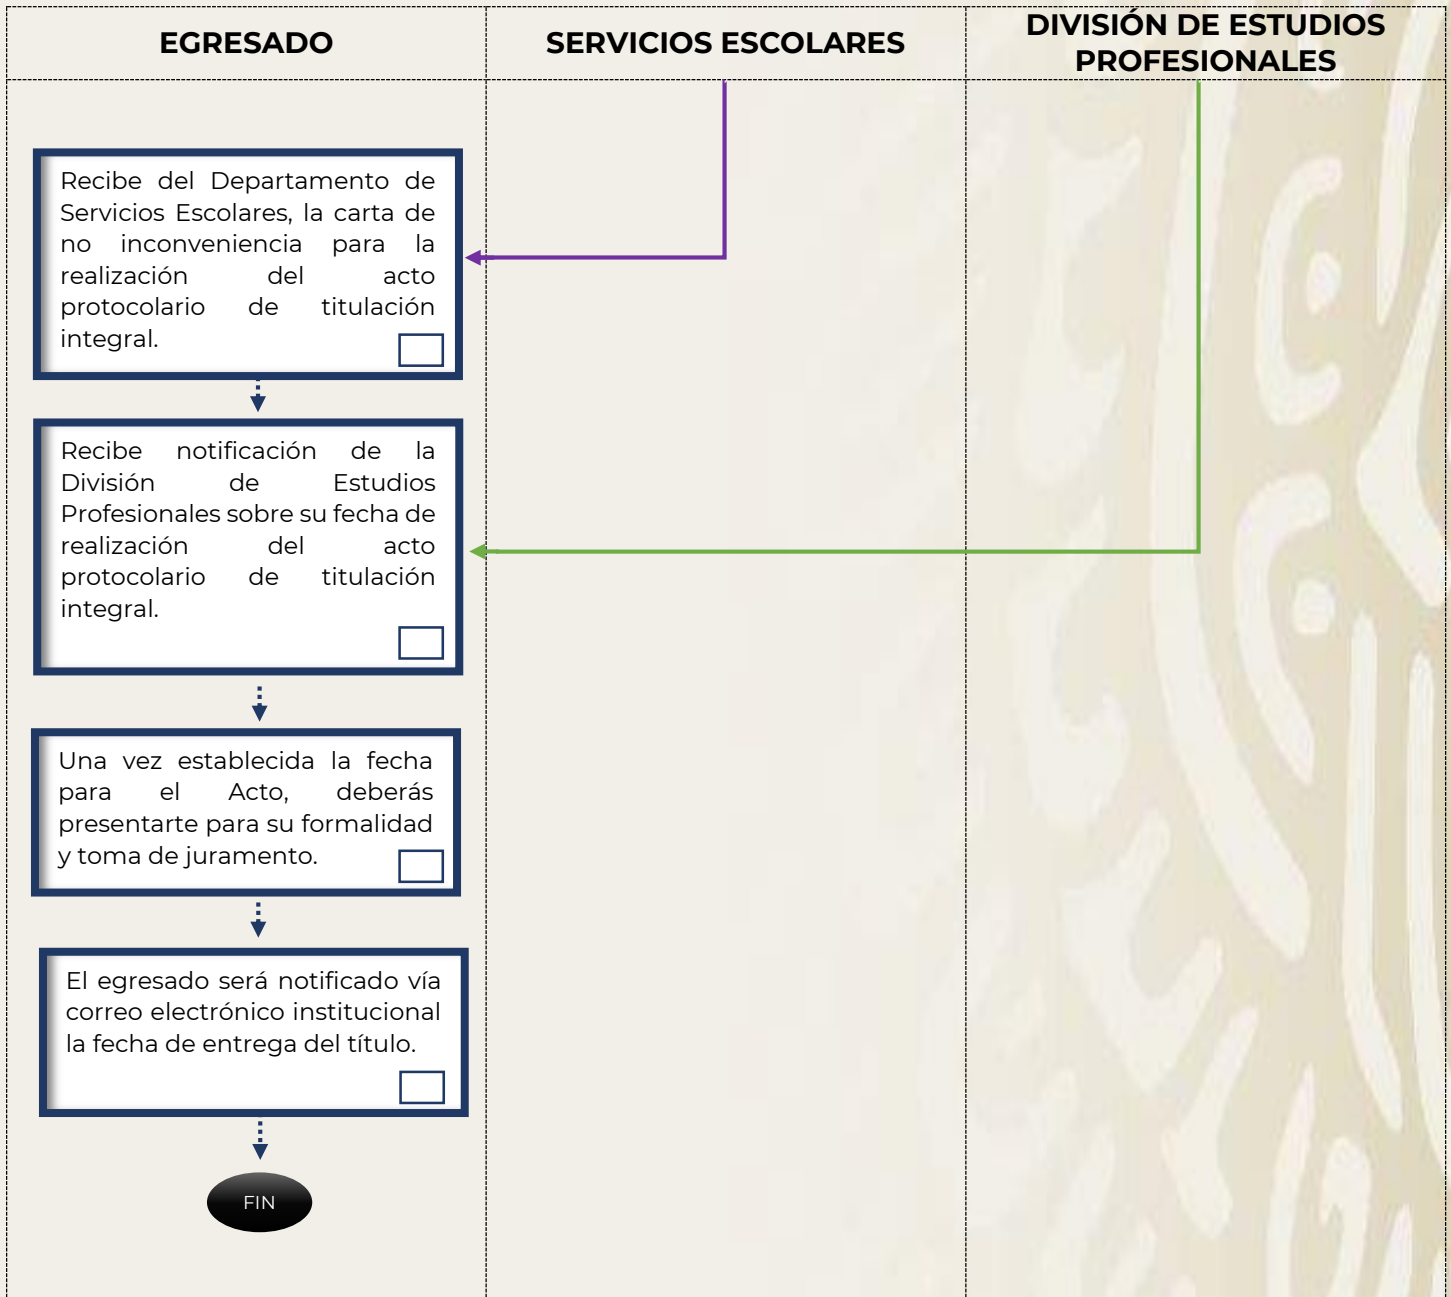 EGRESADO
SERVICIOS ESCOLARES
DIVISIÓN DE ESTUDIOS
PROFESIONALES
Recibe del Departamento de
Servicios Escolares, la carta de
no inconveniencia para la
realización del acto
protocolario de titulación
integral.
Recibe notificación de la
División de Estudios
Profesionales sobre su fecha de
realización del acto
protocolario de titulación
integral.
Una vez establecida la fecha
para el Acto, deberás
presentarte para su formalidad
y toma de juramento.
El egresado será notificado vía
correo electrónico institucional
la fecha de entrega del título.
FIN